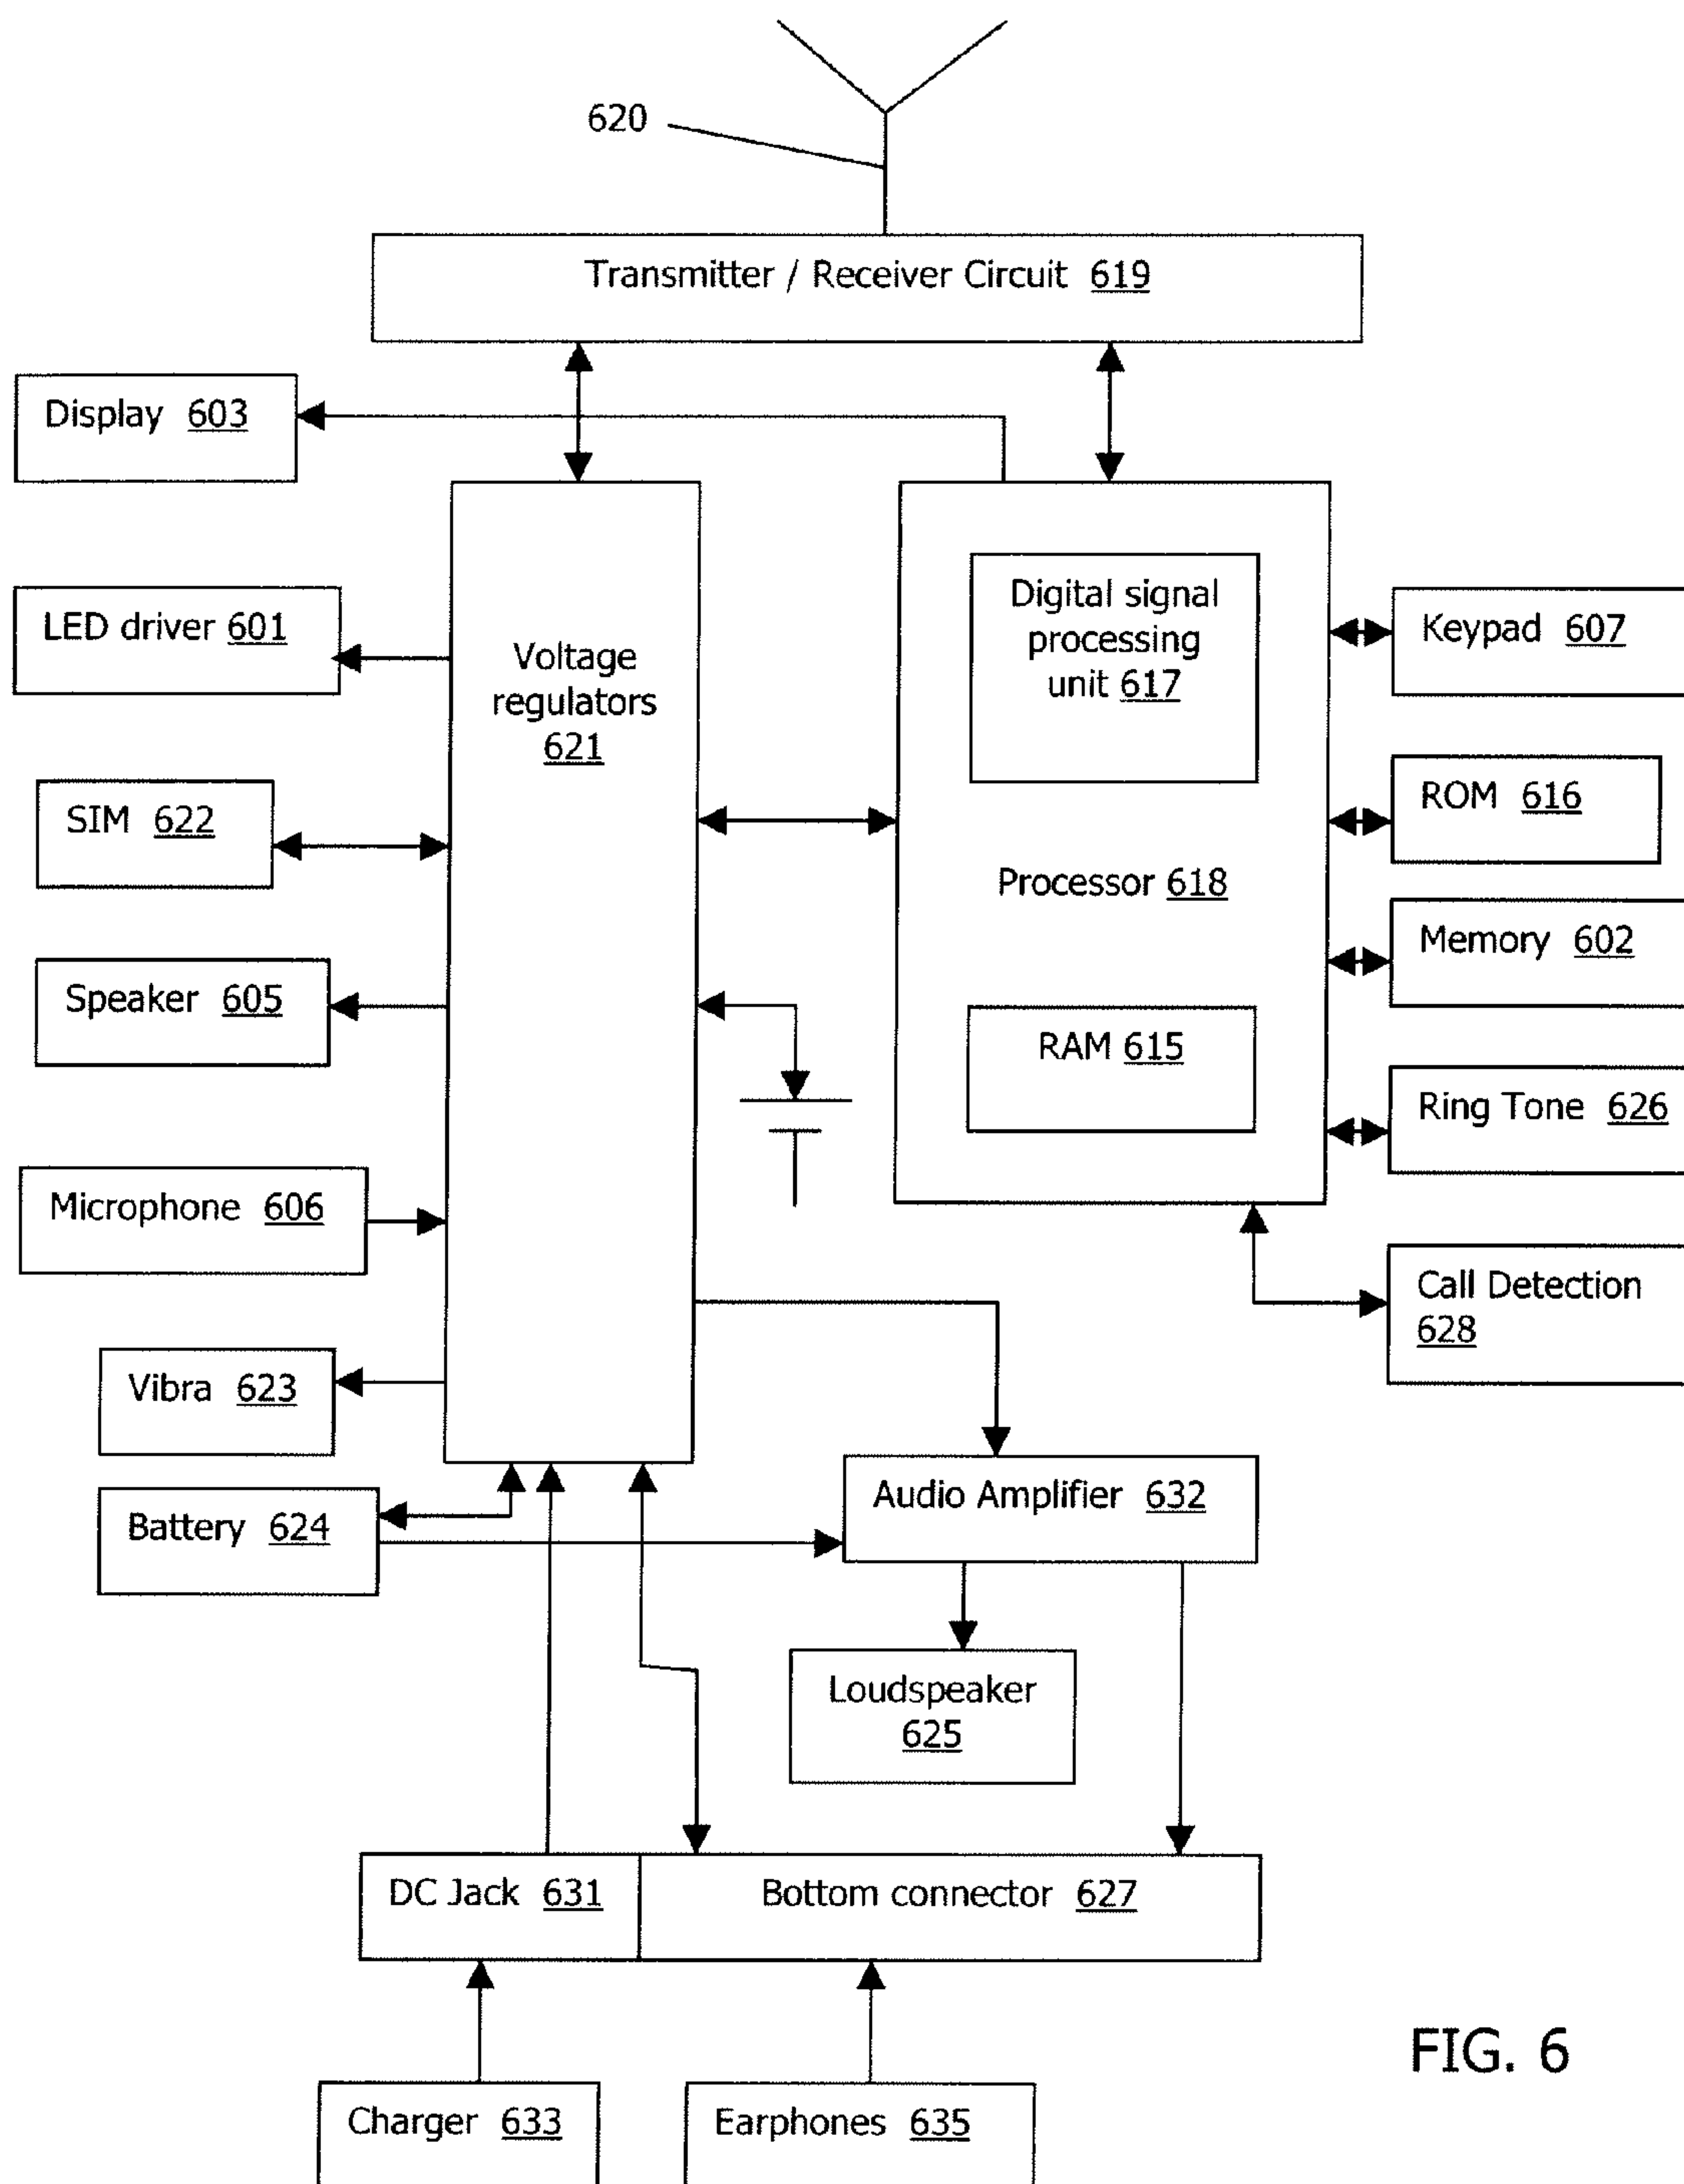 620
Transmitter / Receiver Circuit 619
Display 603
LED driver 601
Voltage
regulators
621
Digital signal
processing
unit 617
Keypad 607
SIM 622
ROM 616
Processor 618
Memory 602
Speaker 605
RAM 615
Ring Tone 626
Microphone 606
Call Detection
628
Vibra 623
Battery 624
Audio Amplifier 632
Loudspeaker
625
DC Jack 631
Bottom connector 627
Charger 633
Earphones 635
FIG. 6